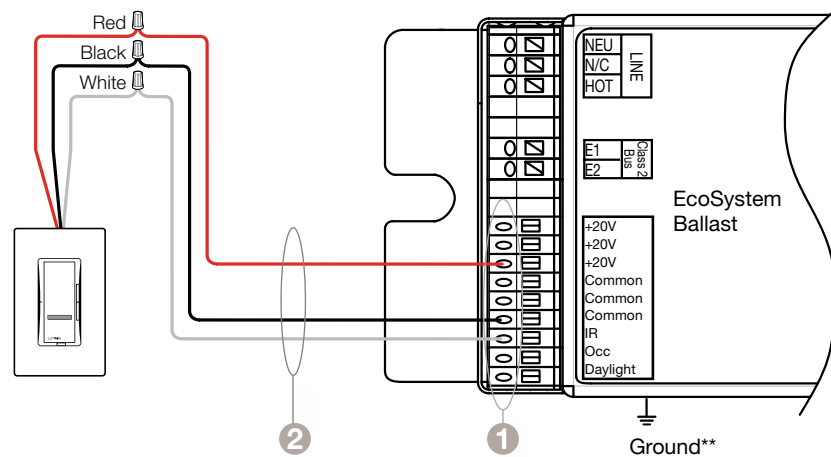 Red
Black
White
NEU
N/C
HOT
LINE
E1
E2
Class 2
Bus
EcoSystem
Ballast
+20V
+20V
+20V
Common
Common
Common
IR
Occ
Daylight
2
1
Ground**